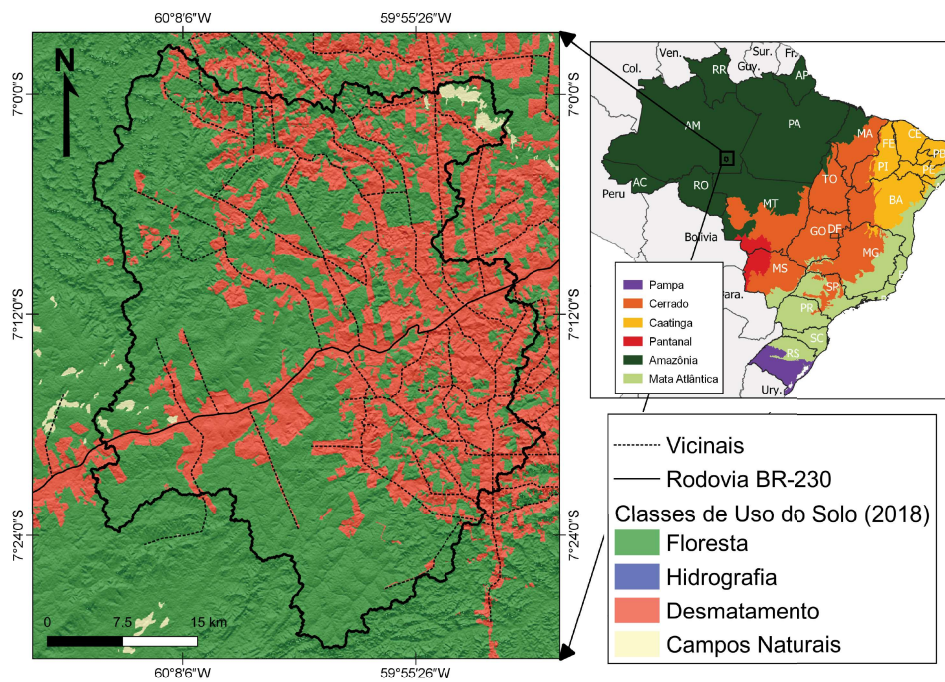 60°8'6"W
59°55'26"W
N
7°0'0"S
7°12'0"S
7°24'0"S
7°0'0"S
7°12'0"S
7°24'0"S
0
7.5
15 km
60°8'6"W
59°55'26"W
Col.
Ven.
Guy.
Sur.
Fr.
RR
AP
AM
PA
MA
CE
PI
AC
RO
TO
BA
MT
Peru
Bolivia
GO
DF
MG
MS
SP
PR
SC
RS
Ury.
Pampa
Cerrado
Caatinga
Pantanal
Amazônia
Mata Atlântica
Vicinais
Rodovia BR-230
Classes de Uso do Solo (2018)
Floresta
Hidrografia
Desmatamento
Campos Naturais